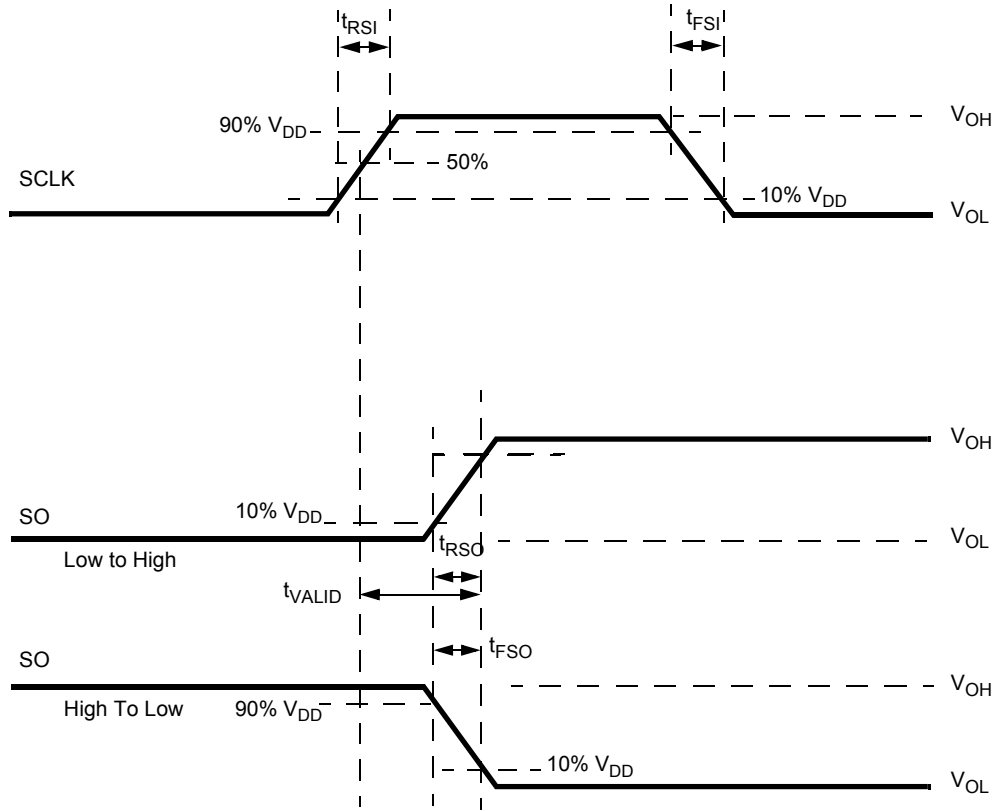 tRSI
tFSI
90% VDD
VOH
50%
SCLK
10% VDD
VOL
VOH
10% VDD
SO
tRSO
VOL
Low to High
tVALID
tFSO
SO
VOH
High To Low
90% VDD
10% VDD
VOL